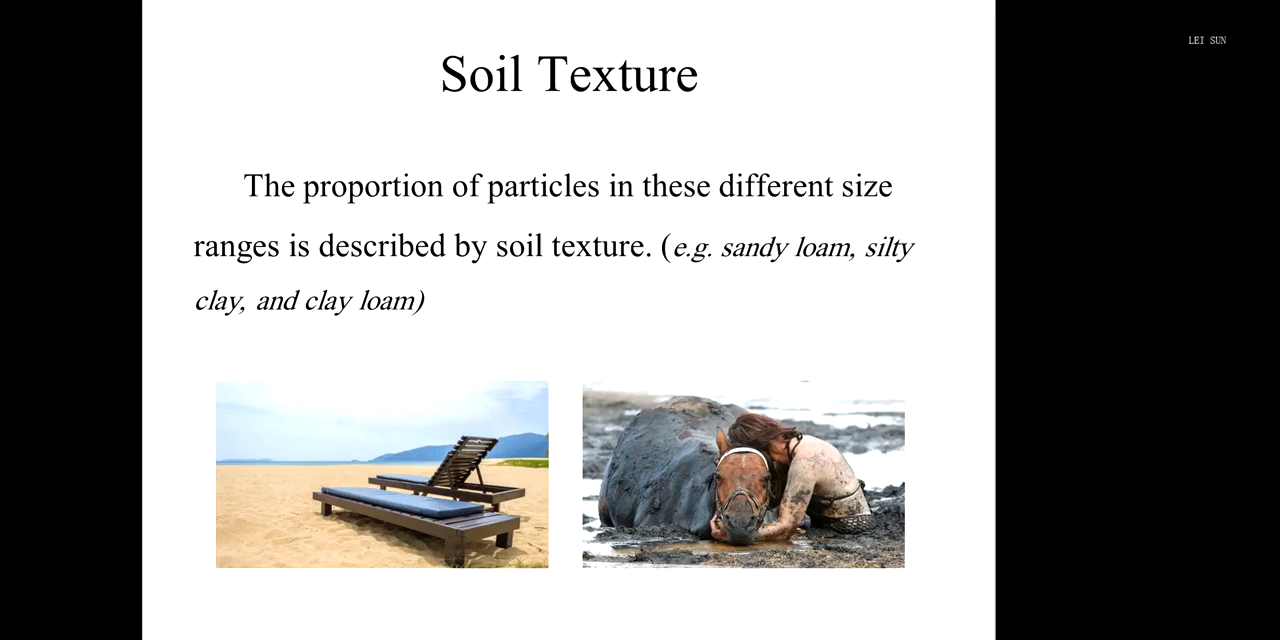 LEI SUN
Soil Texture
The proportion of particles in these different size
ranges is described by soil texture. (e.g. sandy loam, silty
clay, and clay loam)